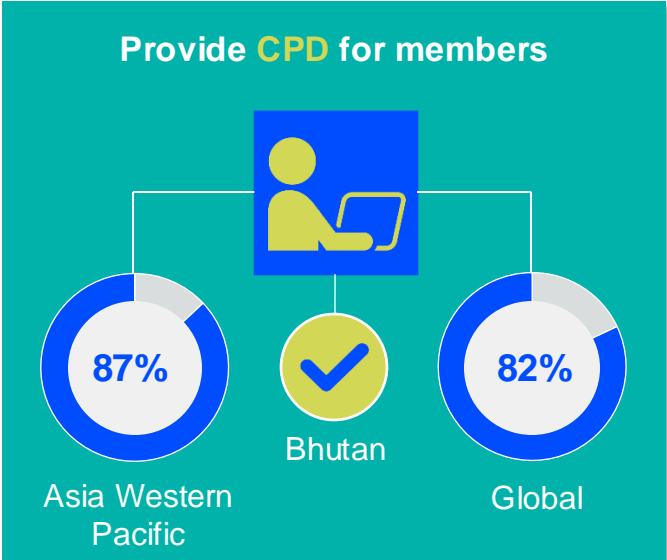 Provide CPD for members
87%
82%
Bhutan
Asia Western
Pacific
Global